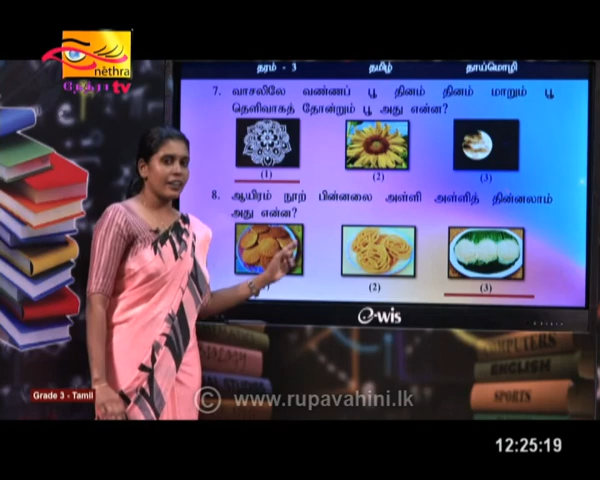 nēthra
நேத்ரா tv
தரம் - 3 தமிழ் தாய்மொழி
7. வாசலிலே வண்ணப் பூ தினம் தினம் மாறும் பூ
தெளிவாகத் தோன்றும் பூ அது என்ன?
(1) (2) (3)
8. ஆயிரம் நூற் பின்னலை அள்ளி அள்ளித் தின்னலாம்
அது என்ன?
(2) (3)
e-wis
COMPUTERS
ENGLISH
SPORTS
Grade 3 - Tamil
© www.rupavahini.lk
12:25:19